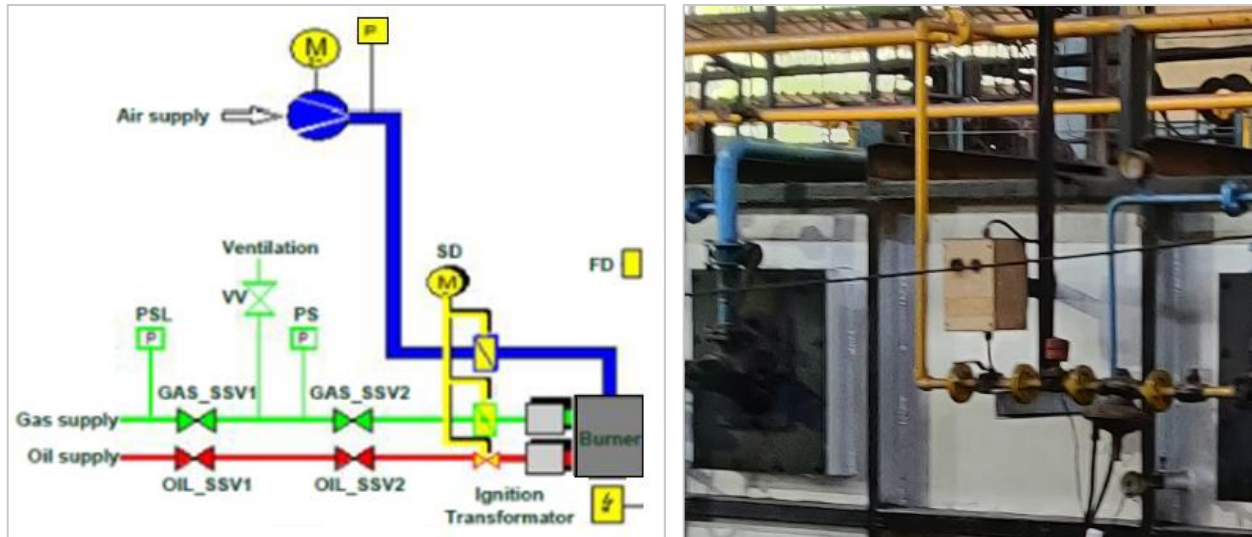 M
P
Air supply
Ventilation
SD
FD
M
VV
PSL
PS
P
P
GAS_SSV1
GAS_SSV2
Gas supply
Burner
Oil supply
OIL_SSV1
OIL_SSV2
Ignition
Transformator